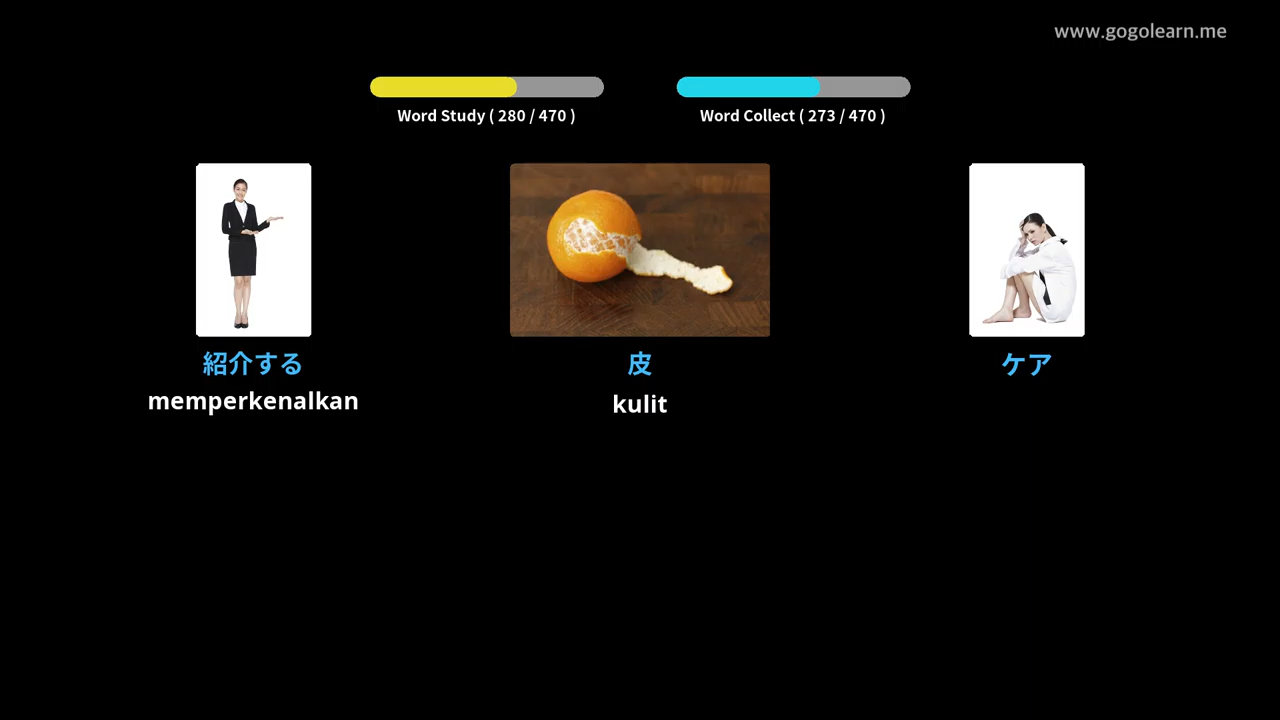 www.gogolearn.me
Word Study ( 280 / 470 )
Word Collect ( 273 / 470 )
紹介する
memperkenalkan
皮
kulit
ケア